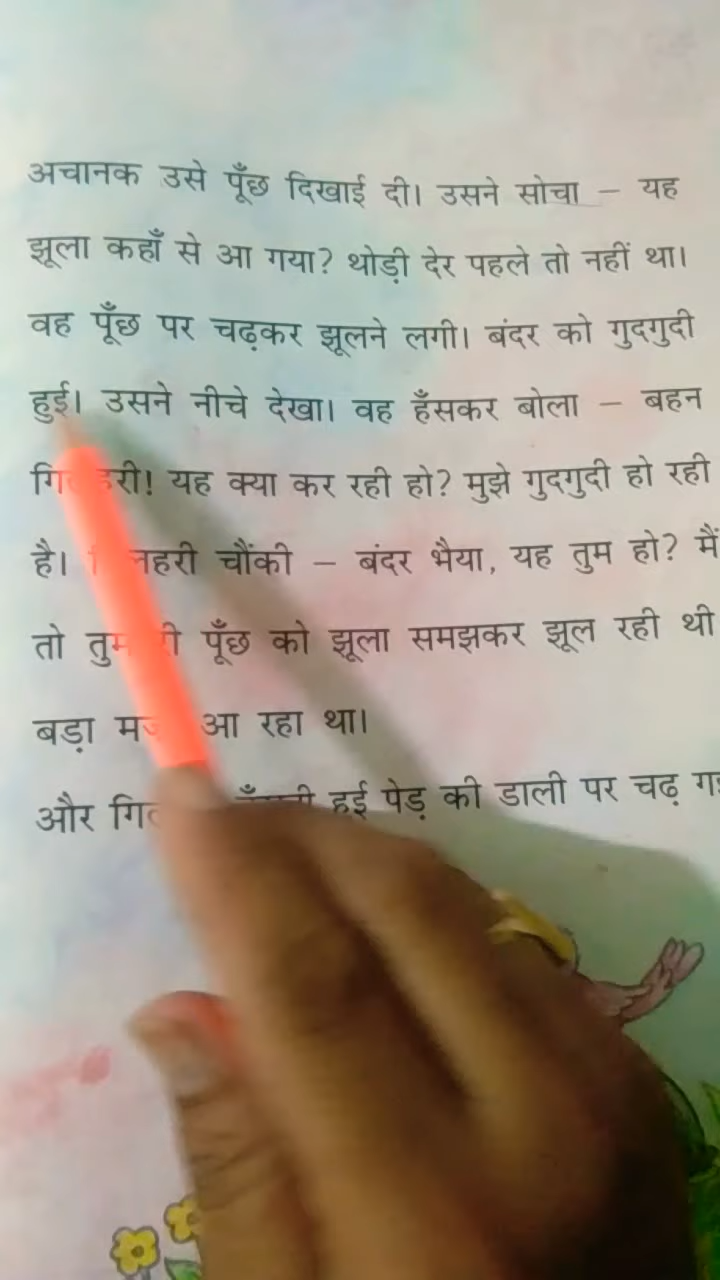 अचानक उसे पूँछ दिखाई दी। उसने सोचा – यह
झूला कहाँ से आ गया? थोड़ी देर पहले तो नहीं था।
वह पूँछ पर चढ़कर झूलने लगी। बंदर को गुदगुदी
हुई। उसने नीचे देखा। वह हँसकर बोला – बहन
यह क्या कर रही हो? मुझे गुदगुदी हो रही
है। चौंकी – बंदर भैया, यह तुम हो? मैं
तो पूँछ को झूला समझकर झूल रही थी
बड़ा आ रहा था।
और हुई पेड़ की डाली पर चढ़